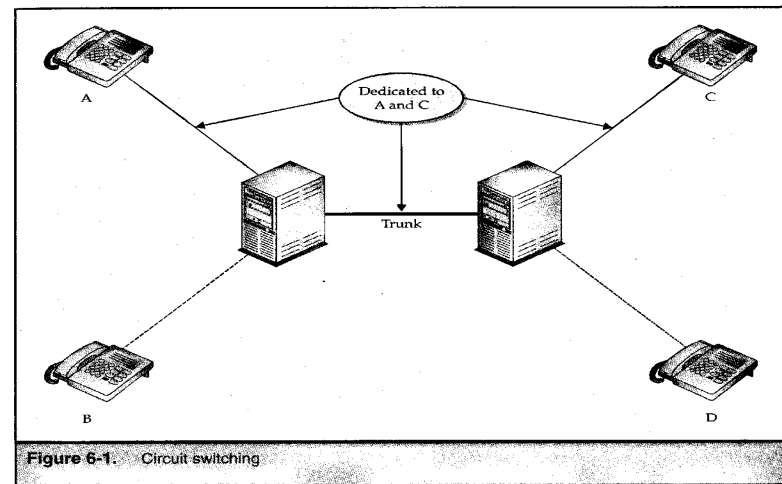 A
C
Dedicated to
A and C
Trunk
B
D
Figure 6-1. Circuit switching